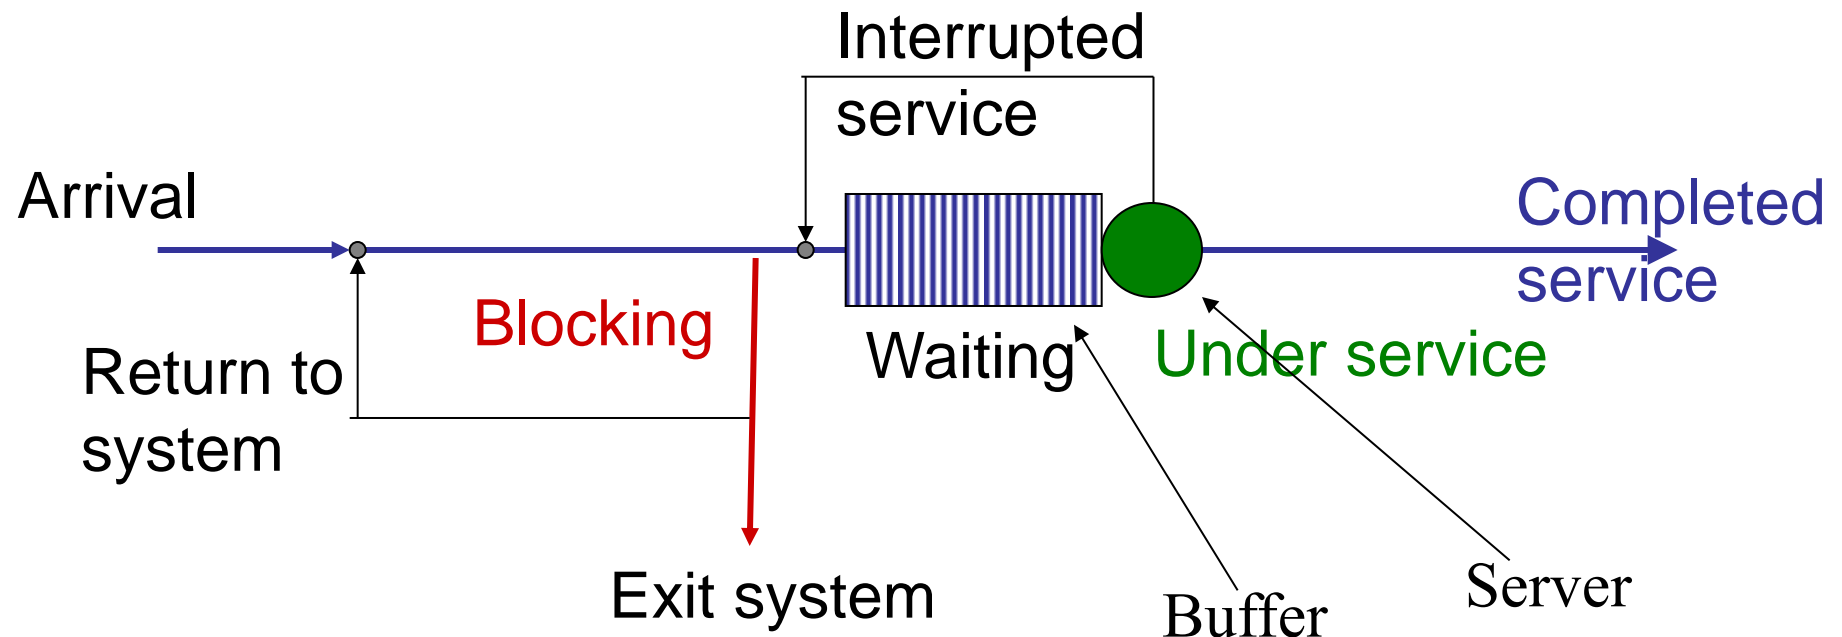 Interrupted
service
Arrival
Completed
service
Blocking
Waiting
Under service
Return to
system
Exit system
Buffer
Server